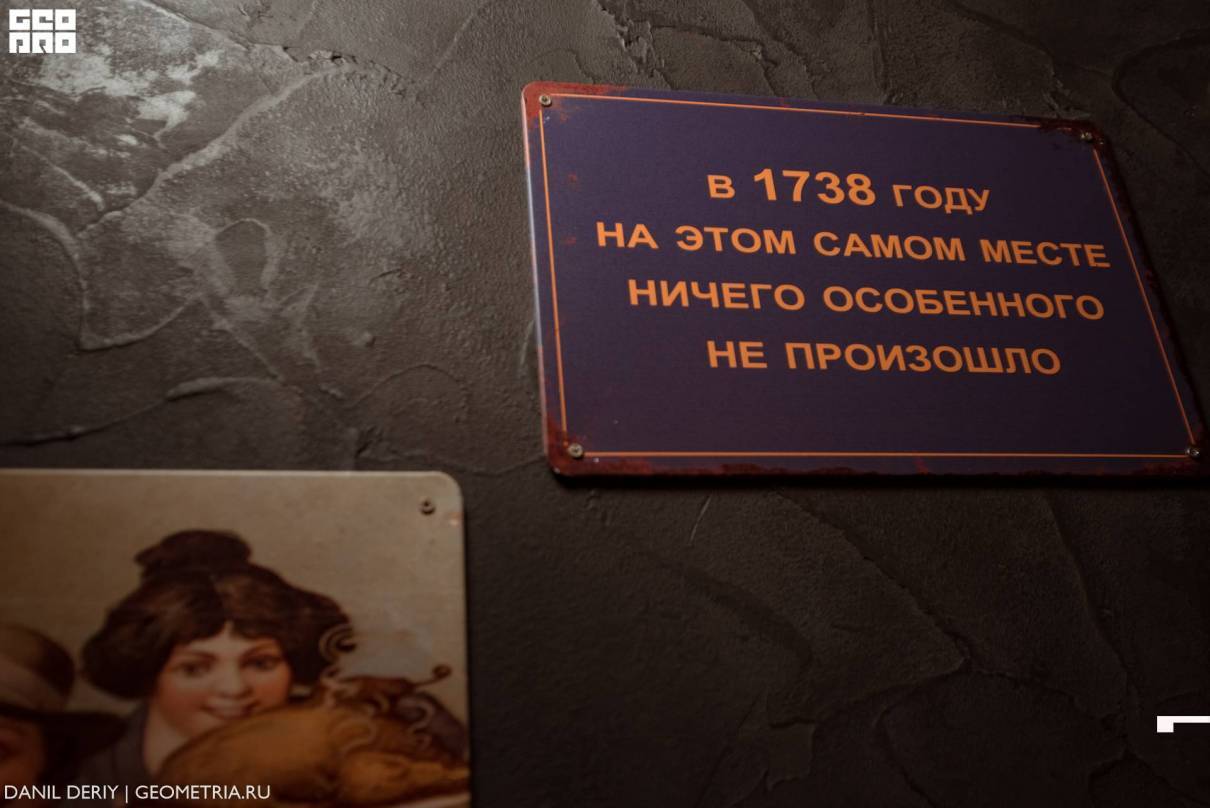 GEO
PRO
В 1738 ГОДУ
НА ЭТОМ САМОМ МЕСТЕ
НИЧЕГО ОСОБЕННОГО
НЕ ПРОИЗОШЛО
DANIL DERIY | GEOMETRIA.RU